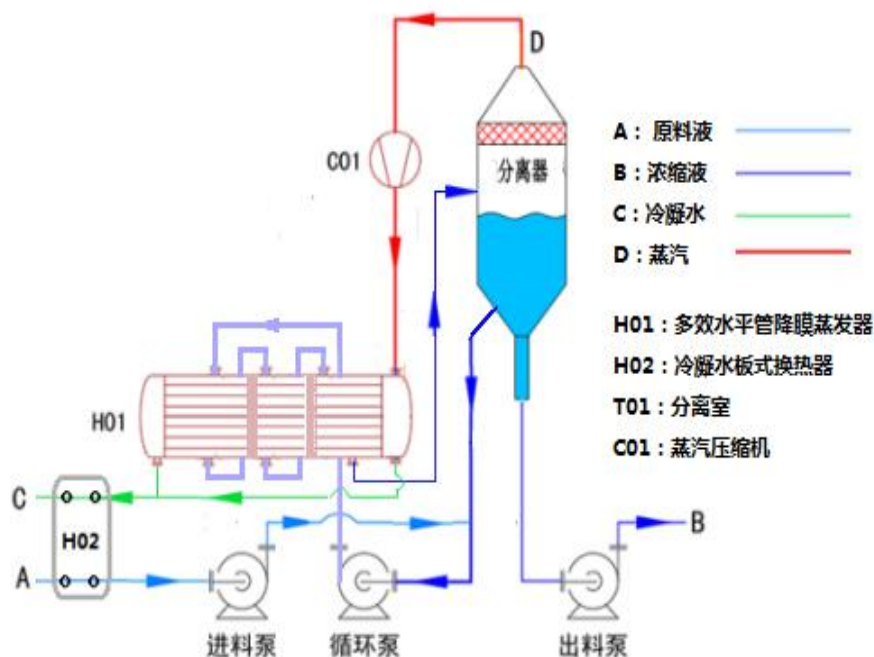 D
C01
分离器
A：原料液
B：浓缩液
C：冷凝水
D：蒸汽
H01：多效水平管降膜蒸发器
H02：冷凝水板式换热器
T01：分离室
C01：蒸汽压缩机
H01
C
H02
A
B
进料泵
循环泵
出料泵